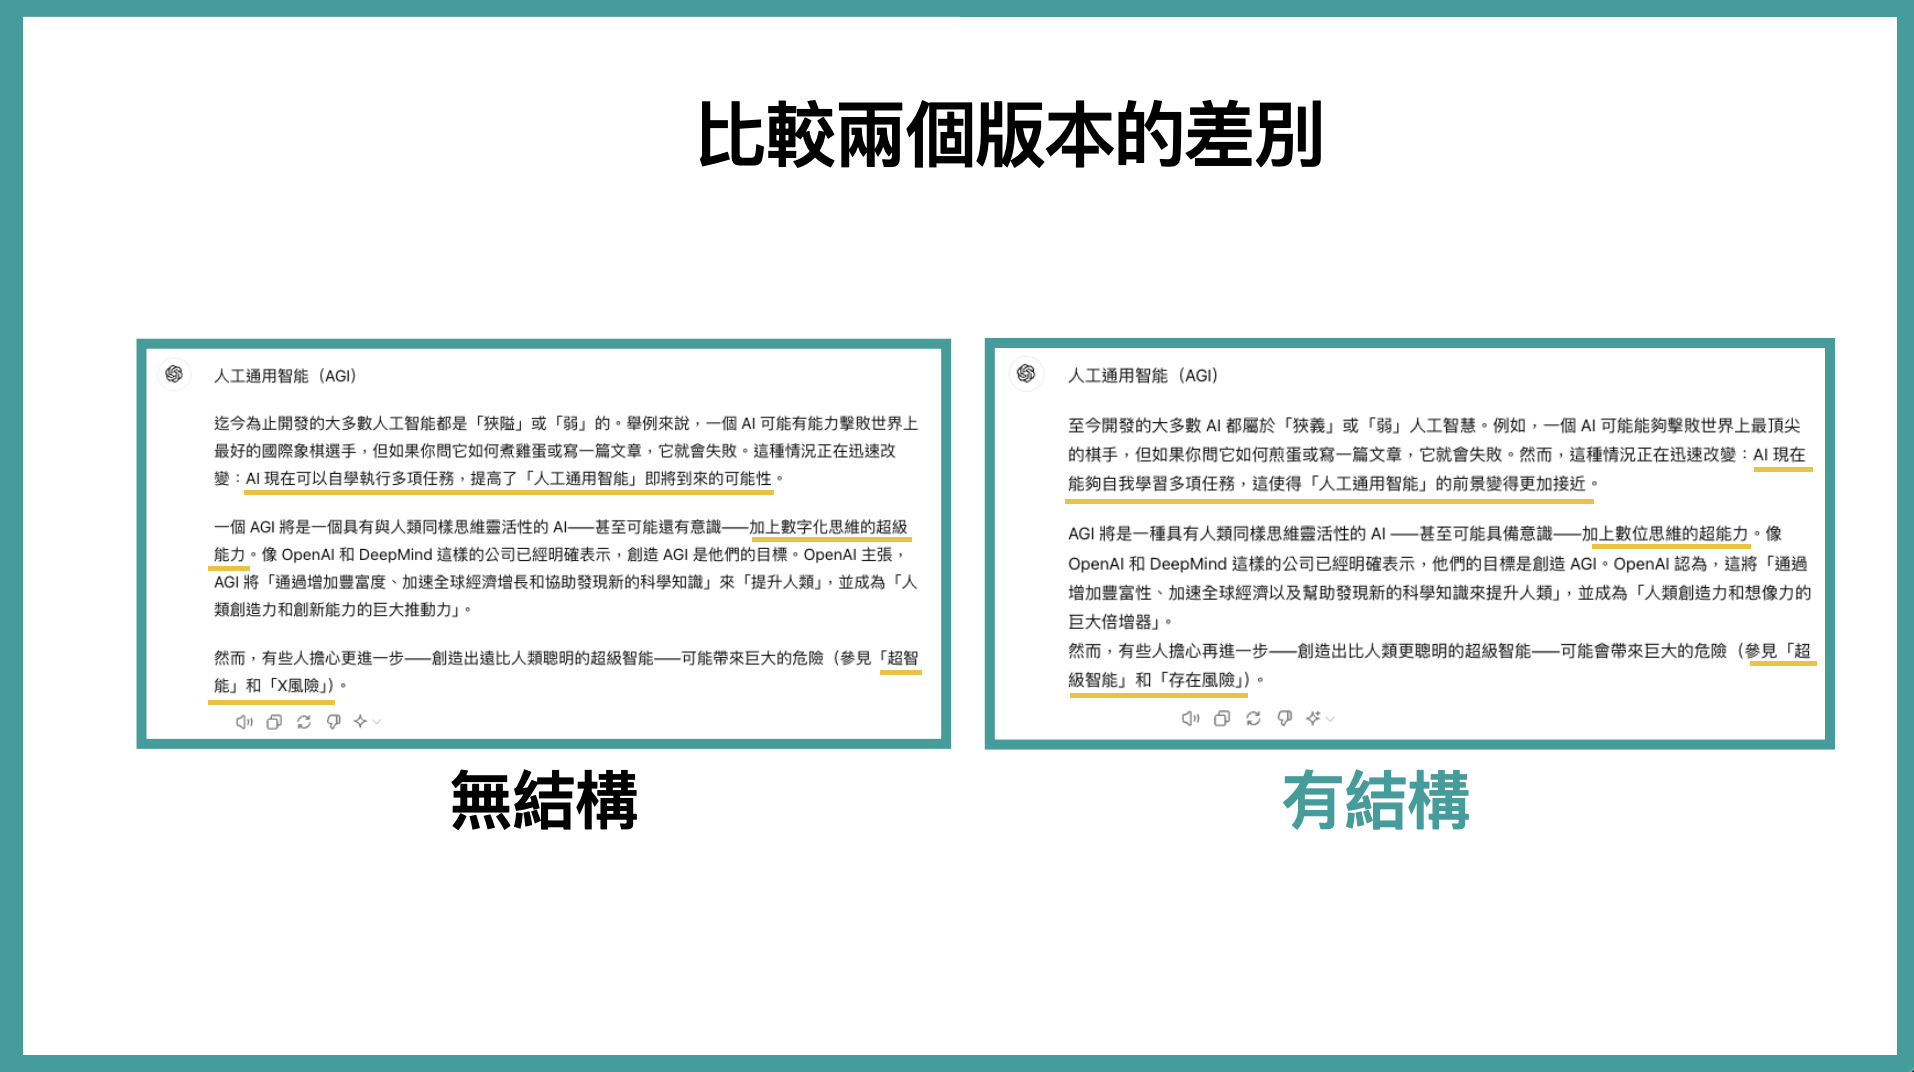 比較兩個版本的差別
人工通用智能（AGI）
迄今為止開發的大多數人工智能都是「狹隘」或「弱」的。舉例來說，一個 AI 可能有能力擊敗世界上
最好的國際象棋選手，但如果你問它如何煮雞蛋或寫一篇文章，它就會失敗。這種情況正在迅速改
變：AI 現在可以自學執行多項任務，提高了「人工通用智能」即將到來的可能性。
一個 AGI 將是一個具有與人類同樣思維靈活性的 AI——甚至可能還有意識——加上數字化思維的超級
能力。像 OpenAI 和 DeepMind 這樣的公司已經明確表示，創造 AGI 是他們的目標。OpenAI 主張，
AGI 將「通過增加豐富度、加速全球經濟增長和協助發現新的科學知識」來「提升人類」，並成為「人
類創造力和創新能力的巨大推動力」。
然而，有些人擔心更進一步——創造出遠比人類聰明的超級智能——可能帶來巨大的危險（參見「超智
能」和「X風險」）。
無結構
人工通用智能（AGI）
至今開發的大多數 AI 都屬於「狹義」或「弱」人工智慧。例如，一個 AI 可能能夠擊敗世界上最頂尖
的棋手，但如果你問它如何煎蛋或寫一篇文章，它就會失敗。然而，這種情況正在迅速改變：AI 現在
能夠自我學習多項任務，這使得「人工通用智能」的前景變得更加接近。
AGI 將是一種具有人類同樣思維靈活性的 AI ——甚至可能具備意識——加上數位思維的超能力。像
OpenAI 和 DeepMind 這樣的公司已經明確表示，他們的目標是創造 AGI。OpenAI 認為，這將「通過
增加豐富性、加速全球經濟以及幫助發現新的科學知識來提升人類」，並成為「人類創造力和想像力的
巨大倍增器」。
然而，有些人擔心再進一步——創造出比人類更聰明的超級智能——可能會帶來巨大的危險（參見「超
級智能」和「存在風險」）。
有結構